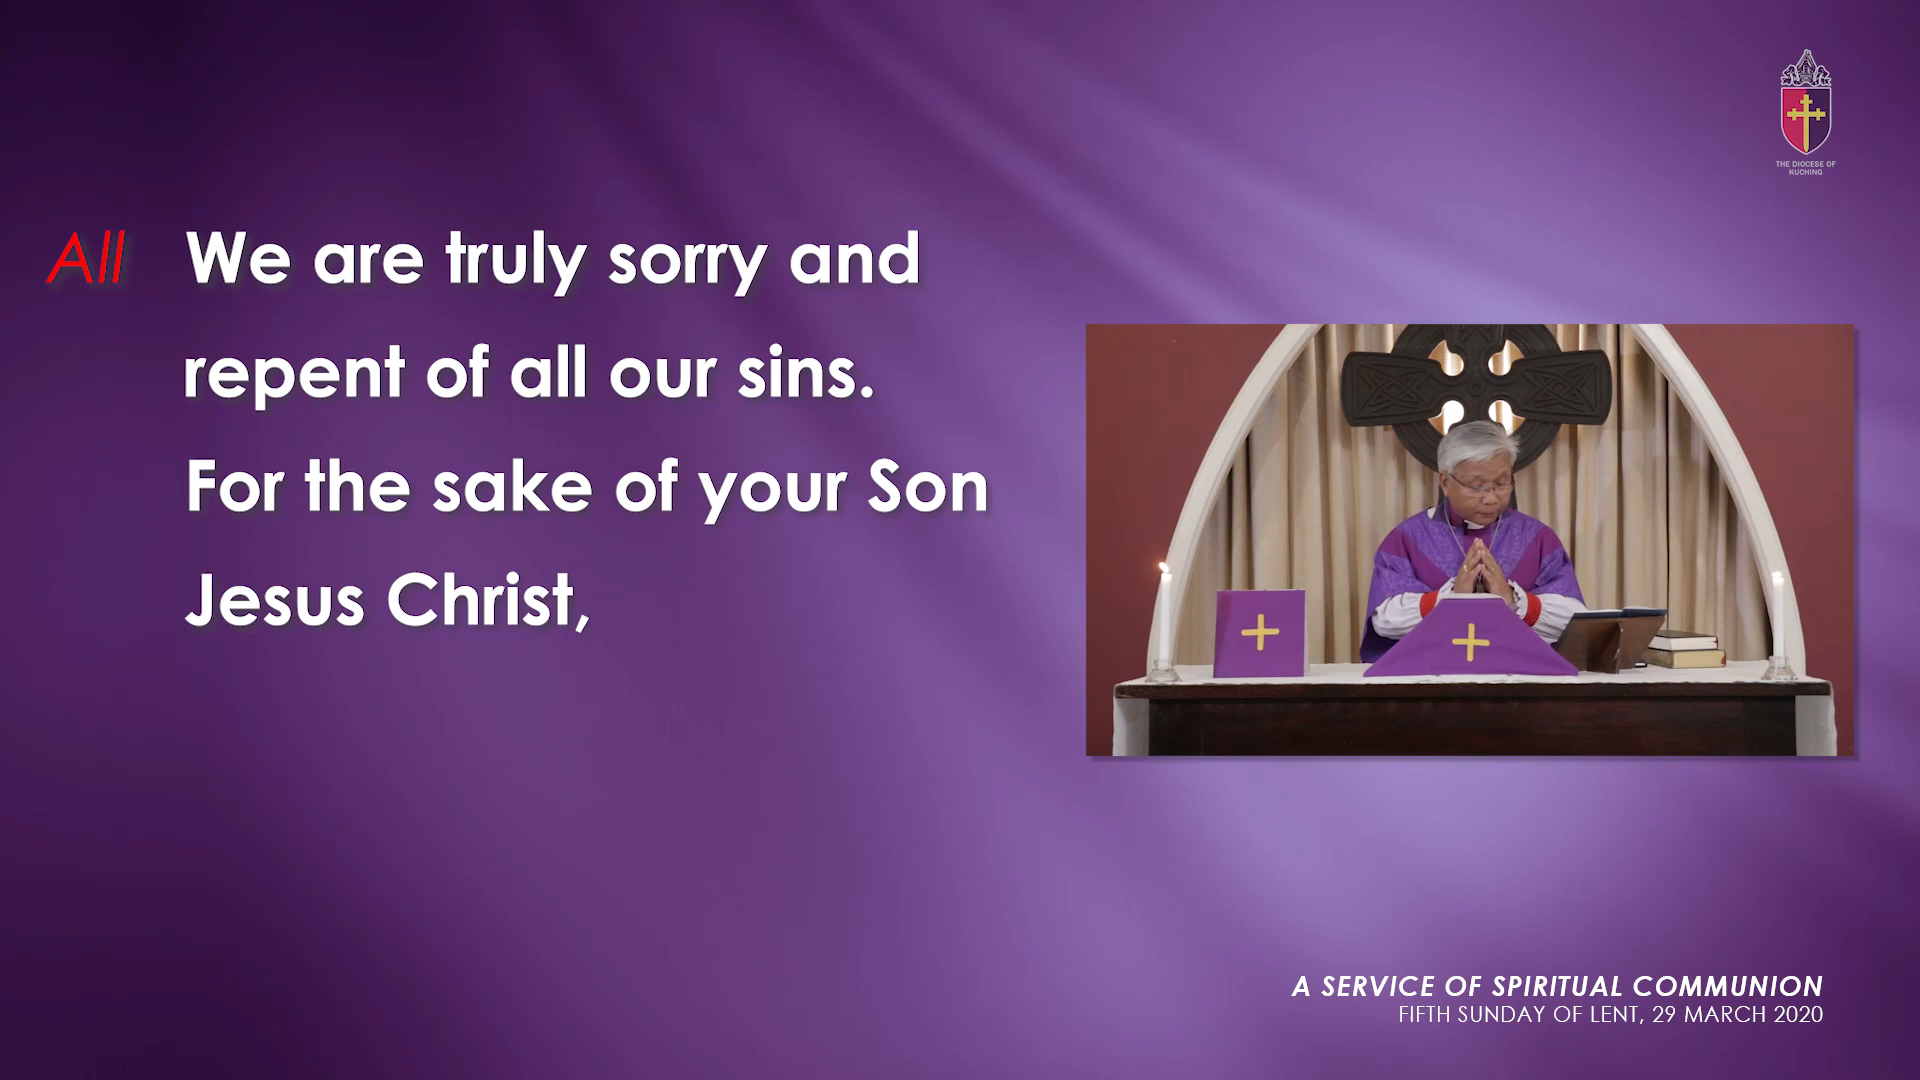 THE DIOCESE OF
KUCHING
All We are truly sorry and
repent of all our sins.
For the sake of your Son
Jesus Christ,
A SERVICE OF SPIRITUAL COMMUNION
FIFTH SUNDAY OF LENT, 29 MARCH 2020